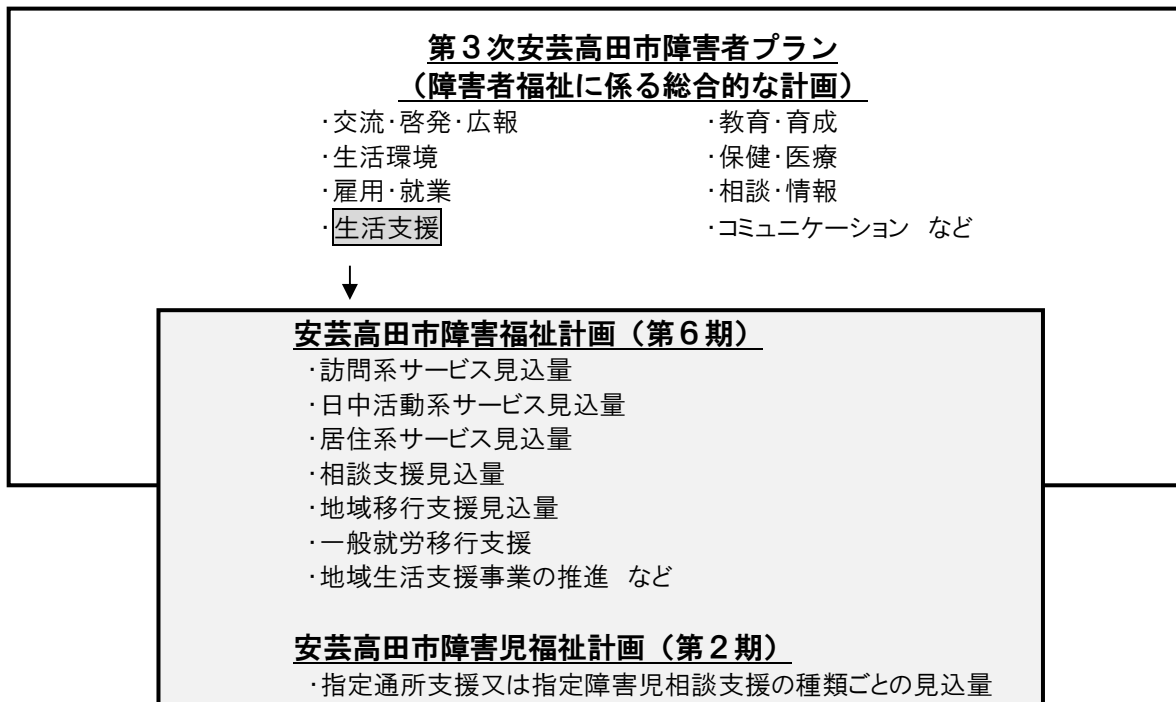 第３次安芸高田市障害者プラン
（障害者福祉に係る総合的な計画）
・交流・啓発・広報　・教育・育成
・生活環境　・保健・医療
・雇用・就業　・相談・情報
・生活支援　・コミュニケーション など
↓
安芸高田市障害福祉計画（第６期）
・訪問系サービス見込量
・日中活動系サービス見込量
・居住系サービス見込量
・相談支援見込量
・地域移行支援見込量
・一般就労移行支援
・地域生活支援事業の推進 など
安芸高田市障害児福祉計画（第２期）
・指定通所支援又は指定障害児相談支援の種類ごとの見込量